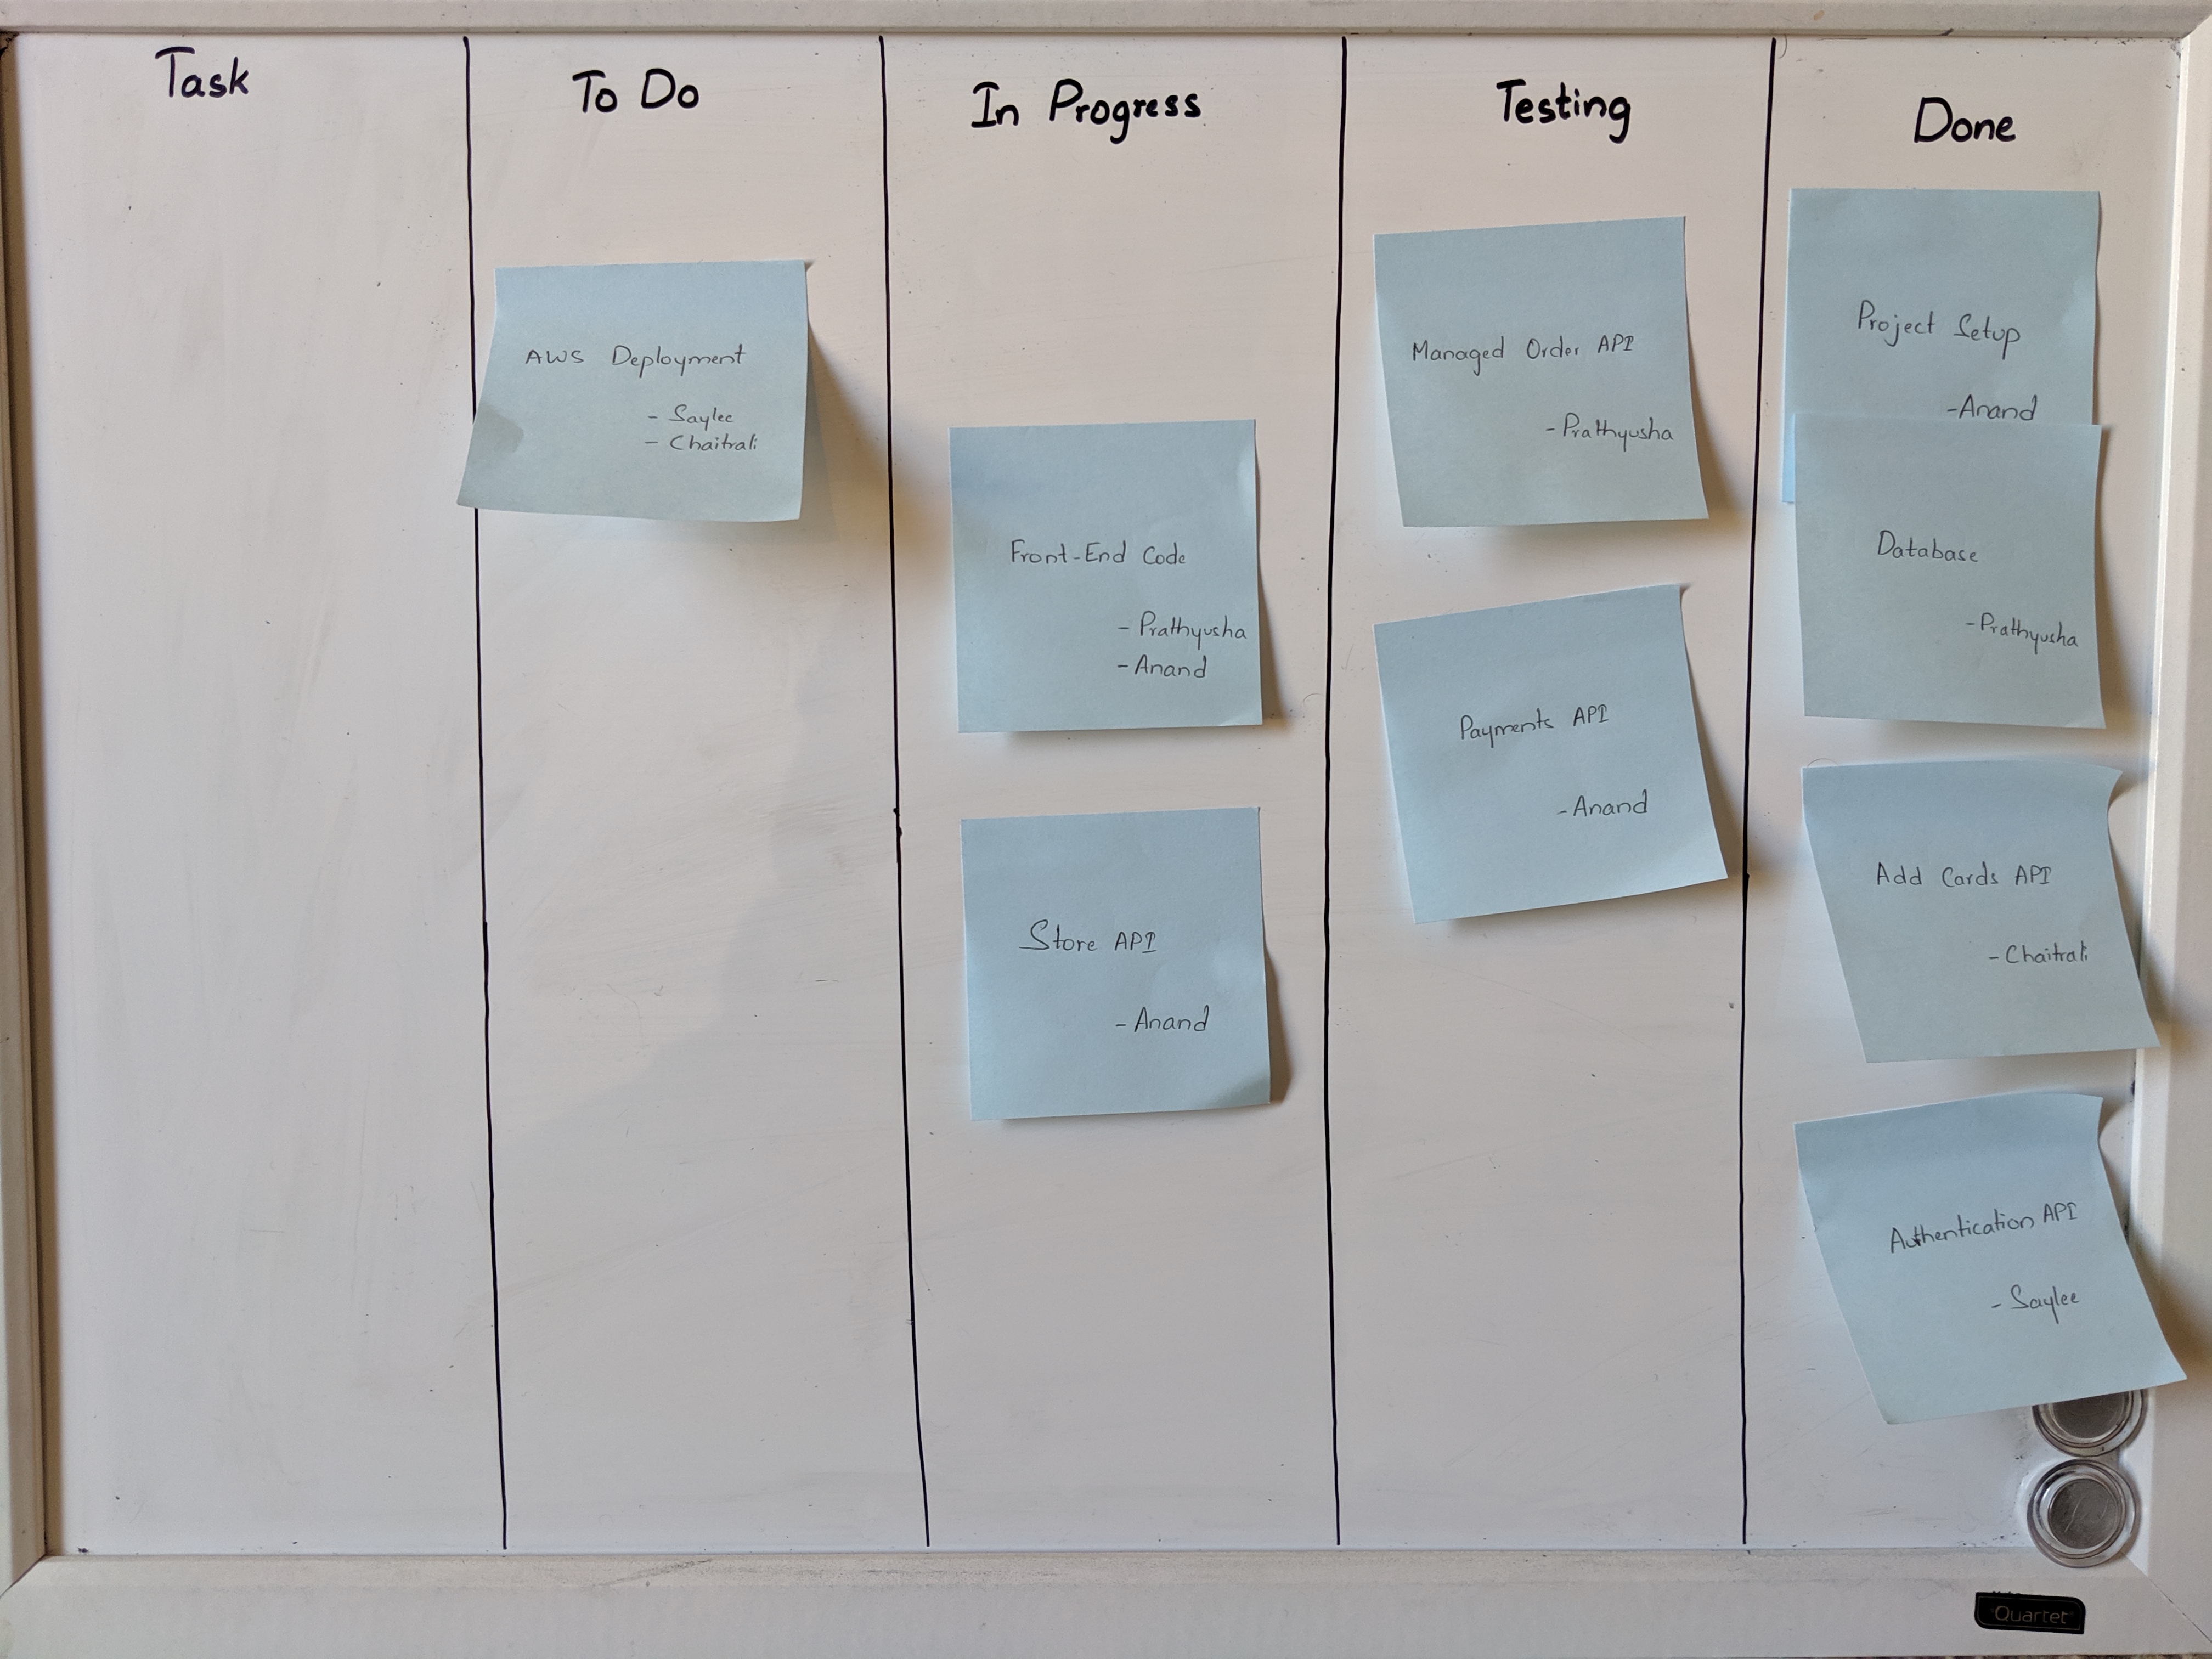 Task
To Do
In Progress
Testing
Done
AWS Deployment
- Saylee
- Chaitrali
Front-End Code
- Prathyusha
- Anand
Store API
- Anand
Managed Order API
- Prathyusha
Payments API
- Anand
Project Setup
- Anand
Database
- Prathyusha
Add Cards API
- Chaitrali
Authentication API
- Saylee
Quartet